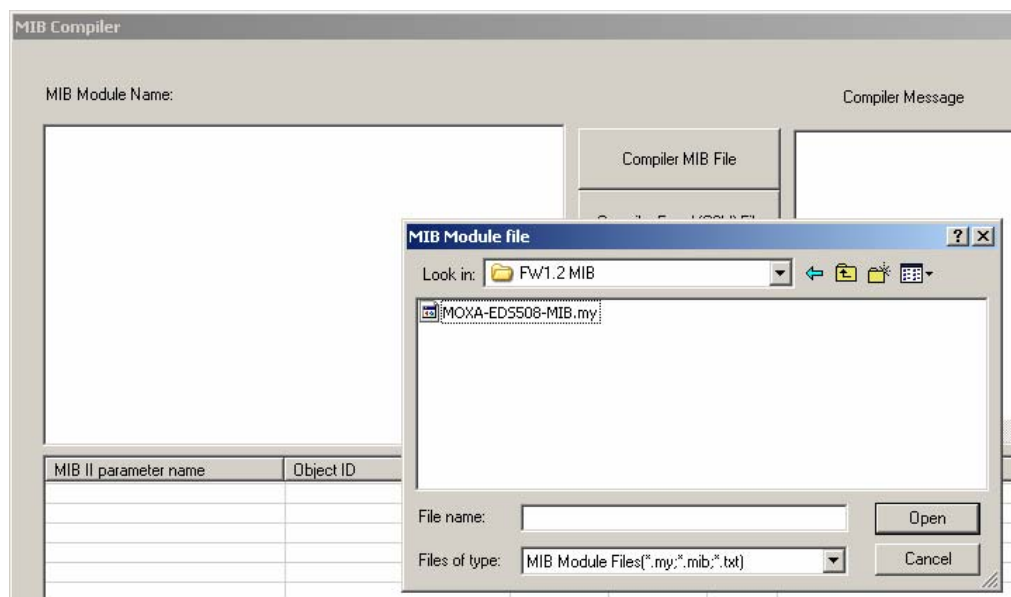 MIB Compiler
MIB Module Name:
Compiler Message
Compiler MIB File
MIB Module file
Look in: FW1.2 MIB
MOXA-EDS508-MIB.my
MIB II parameter name Object ID
File name: Open
Files of type: MIB Module Files(*.my;*.mib;*.txt) Cancel